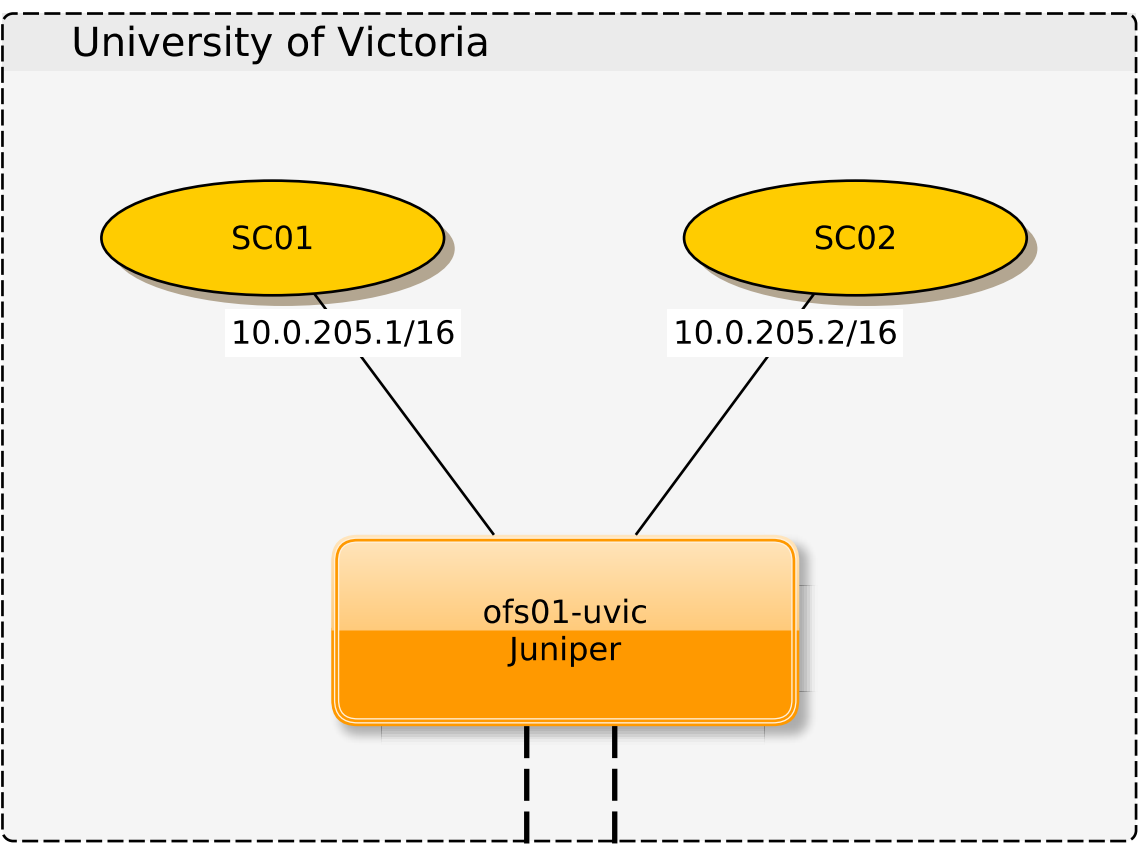 University of Victoria
SC01
SC02
10.0.205.1/16
10.0.205.2/16
ofs01-uvic
Juniper